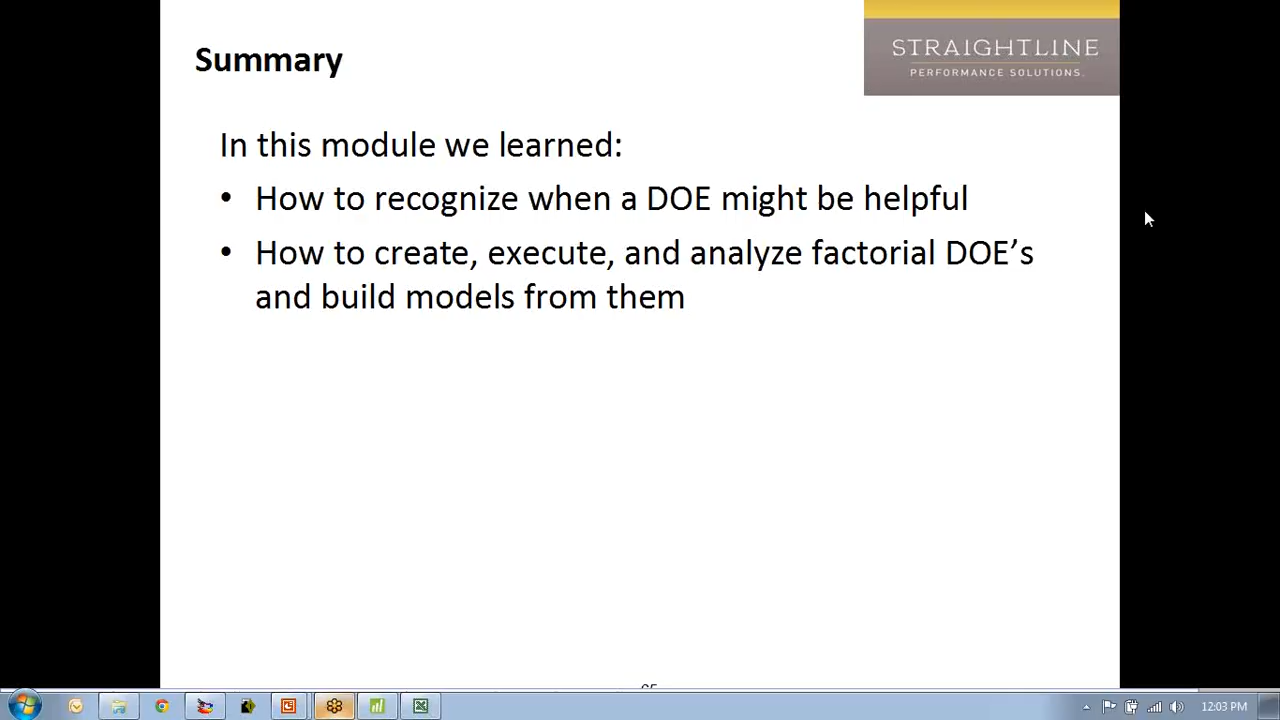 Summary
STRAIGHTLINE
PERFORMANCE SOLUTIONS.
In this module we learned:
• How to recognize when a DOE might be helpful
• How to create, execute, and analyze factorial DOE’s
and build models from them
12:03 PM